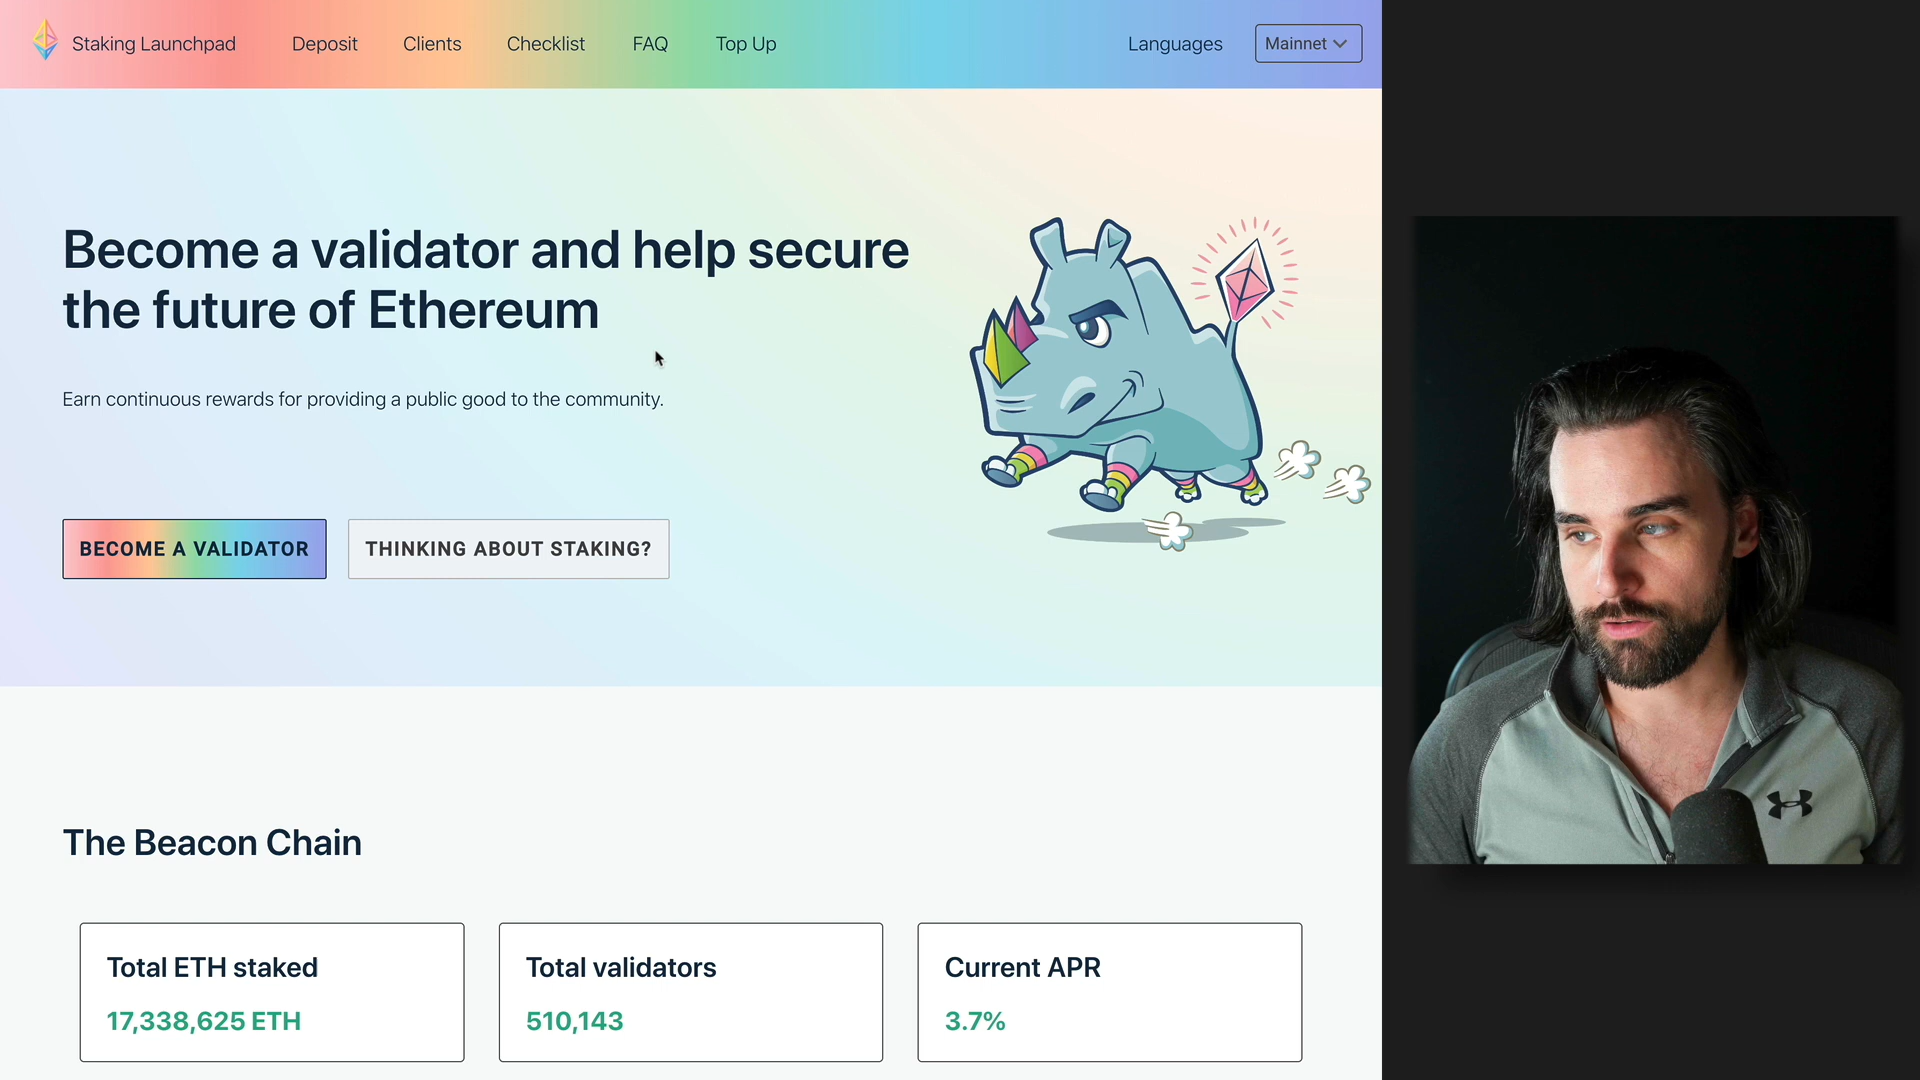 Staking Launchpad Deposit Clients Checklist FAQ Top Up Languages Mainnet
Become a validator and help secure
the future of Ethereum
Earn continuous rewards for providing a public good to the community.
BECOME A VALIDATOR THINKING ABOUT STAKING?
The Beacon Chain
Total ETH staked
17,338,625 ETH
Total validators
510,143
Current APR
3.7%